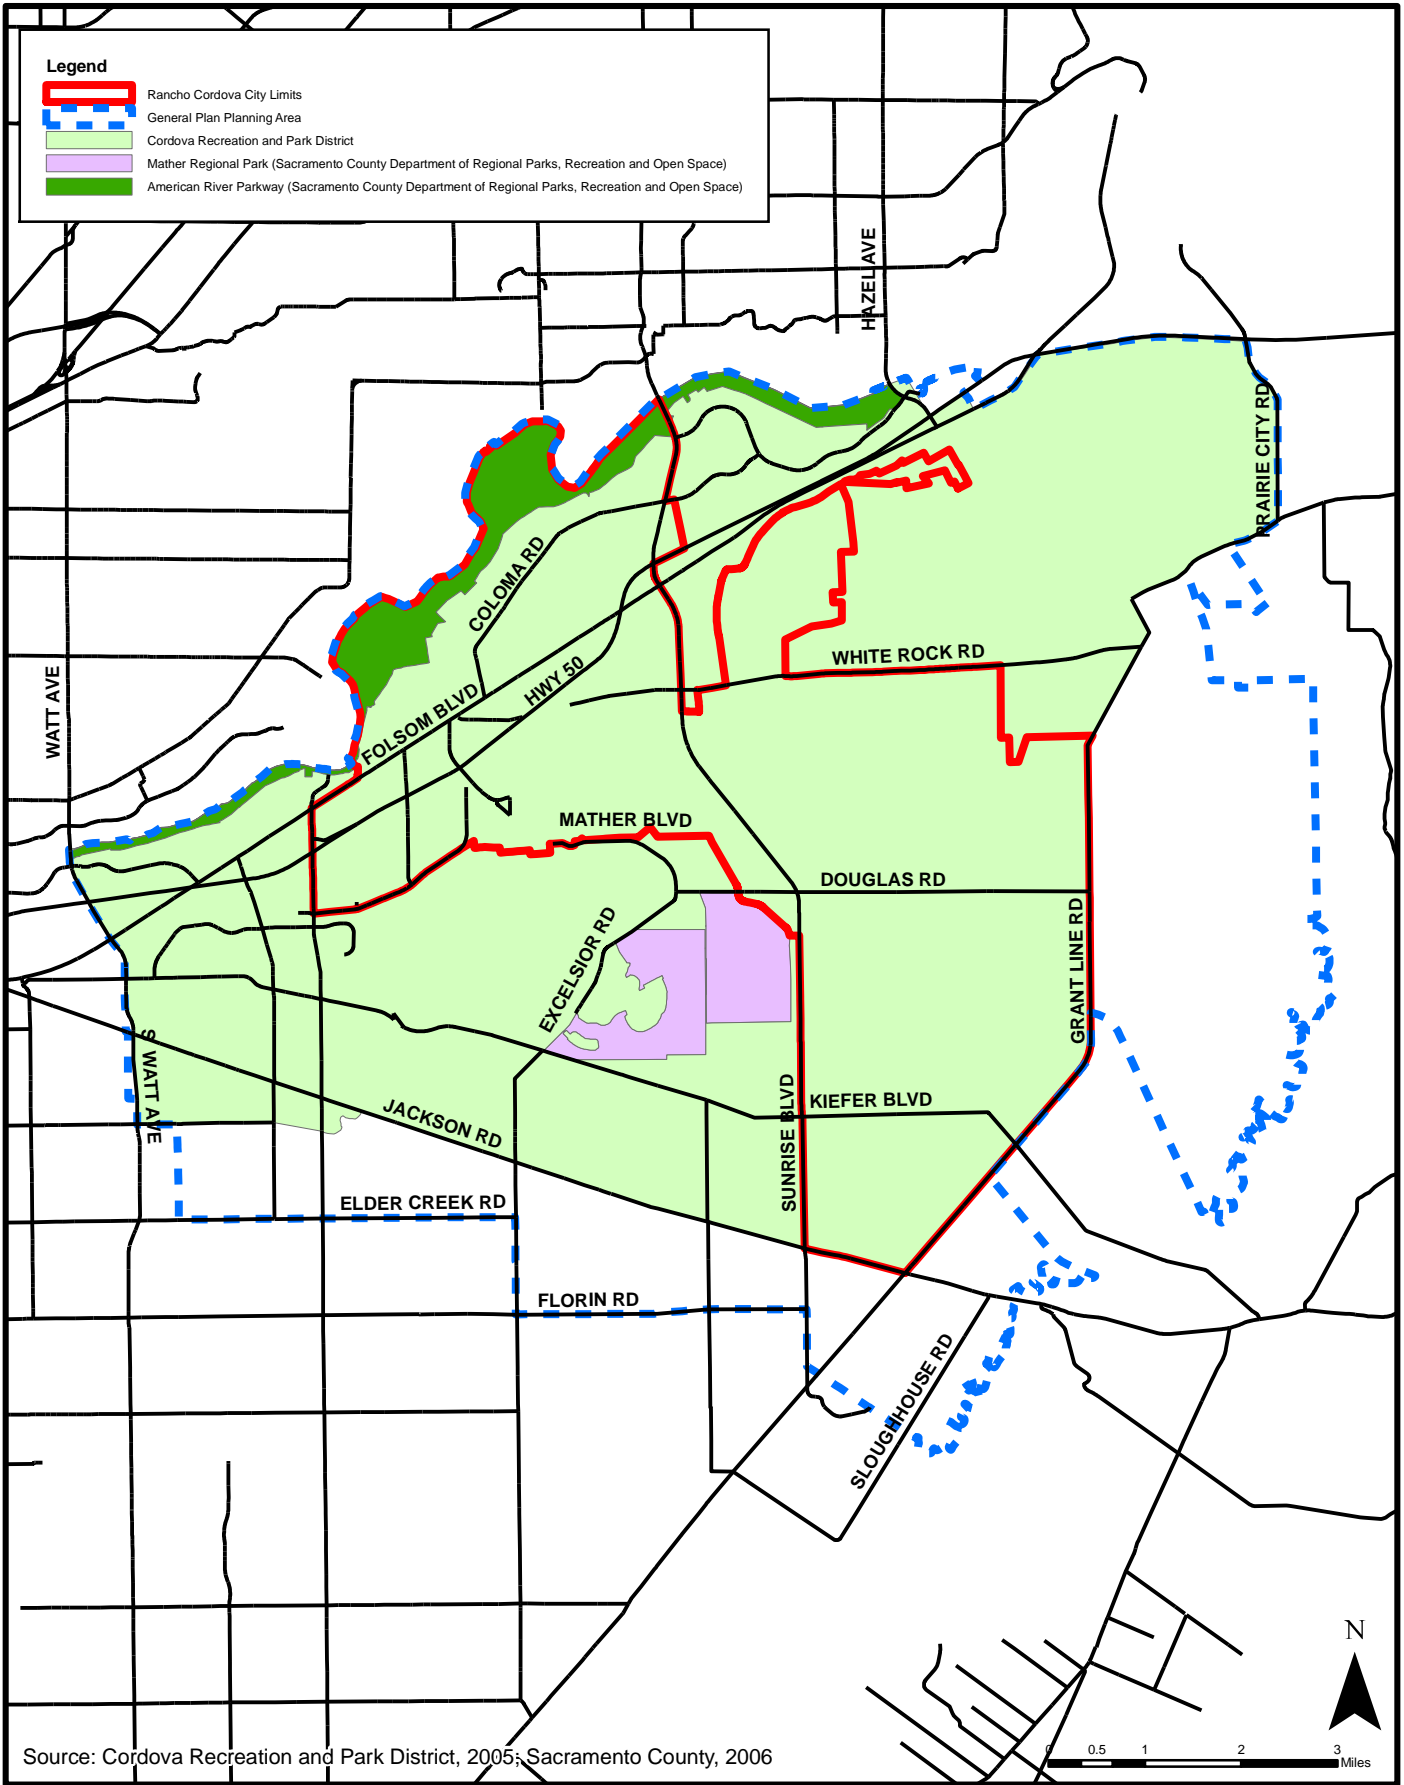 Legend
Rancho Cordova City Limits
General Plan Planning Area
Cordova Recreation and Park District
Mather Regional Park (Sacramento County Department of Regional Parks, Recreation and Open Space)
American River Parkway (Sacramento County Department of Regional Parks, Recreation and Open Space)
HAZEL AVE
PRAIRIE CITY RD
COLOMA RD
WHITE ROCK RD
HWY 50
WATT AVE
FOLSOM BLVD
MATHER BLVD
DOUGLAS RD
EXCELSIOR RD
GRANT LINE RD
S WATT AVE
KIEFER BLVD
JACKSON RD
SUNRISE BLVD
ELDER CREEK RD
FLORIN RD
SLOUGHHOUSE RD
N
Source: Cordova Recreation and Park District, 2005; Sacramento County, 2006
0 0.5 1 2 3
Miles